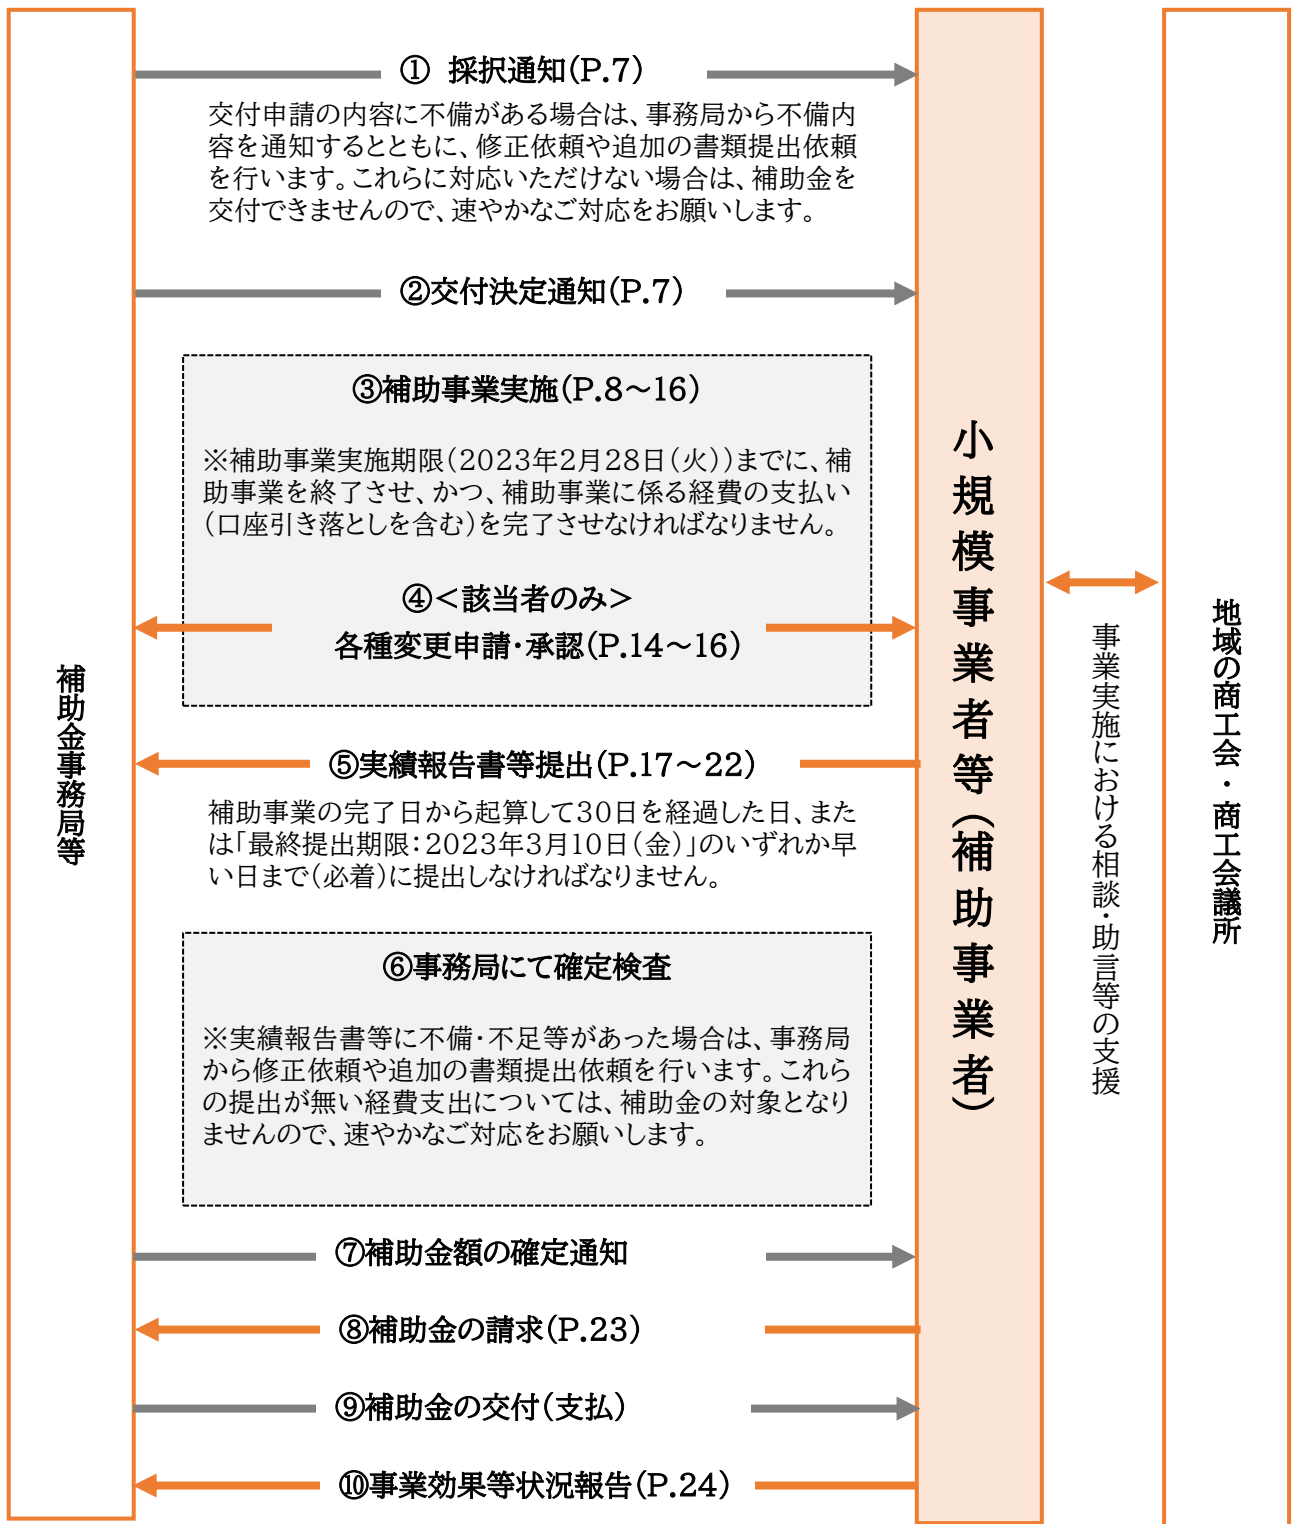 ① 採択通知(P.7)
交付申請の内容に不備がある場合は、事務局から不備内
容を通知するとともに、修正依頼や追加の書類提出依頼
を行います。これらに対応いただけない場合は、補助金を
交付できませんので、速やかなご対応をお願いします。
②交付決定通知(P.7)
③補助事業実施(P.8～16)
※補助事業実施期限(2023年2月28日(火))までに、補
助事業を終了させ、かつ、補助事業に係る経費の支払い
(口座引き落としを含む)を完了させなければなりません。
④＜該当者のみ＞
各種変更申請・承認(P.14～16)
⑤実績報告書等提出(P.17～22)
補助事業の完了日から起算して30日を経過した日、また
は「最終提出期限：2023年3月10日(金)」のいずれか早
い日まで(必着)に提出しなければなりません。
⑥事務局にて確定検査
※実績報告書等に不備・不足等があった場合は、事務局
から修正依頼や追加の書類提出依頼を行います。これら
の提出が無い経費支出については、補助金の対象となり
ませんので、速やかなご対応をお願いします。
⑦補助金額の確定通知
⑧補助金の請求(P.23)
⑨補助金の交付(支払)
⑩事業効果等状況報告(P.24)
補助金事務局等
小規模事業者等(補助事業者)
事業実施における相談・助言等の支援
地域の商工会・商工会議所